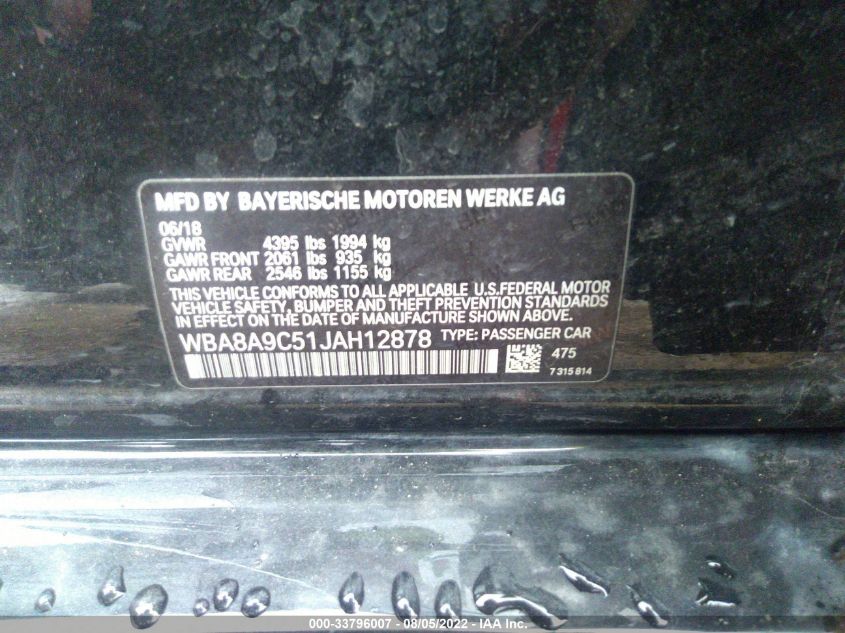 MFD BY BAYERISCHE MOTOREN WERKE AG
06/18
GVWR 4395 lbs 1994 kg
GAWR FRONT 2061 lbs 935 kg
GAWR REAR 2546 lbs 1155 kg
THIS VEHICLE CONFORMS TO ALL APPLICABLE U.S.FEDERAL MOTOR
VEHICLE SAFETY, BUMPER AND THEFT PREVENTION STANDARDS
IN EFFECT ON THE DATE OF MANUFACTURE SHOWN ABOVE.
WBA8A9C51JAH12878 TYPE: PASSENGER CAR
475
7 315 814
000-33796007 - 08/05/2022 - IAA Inc.